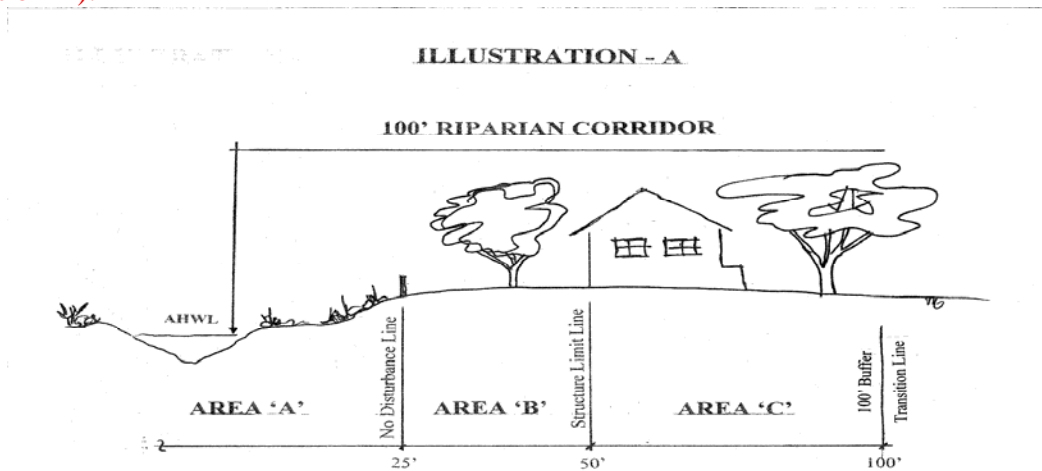 ILLUSTRATION - A
100' RIPARIAN CORRIDOR
AHWL
No Disturbance Line
Structure Limit Line
100' Buffer
Transition Line
AREA ‘A’
AREA ‘B’
AREA ‘C’
25'
50'
100'